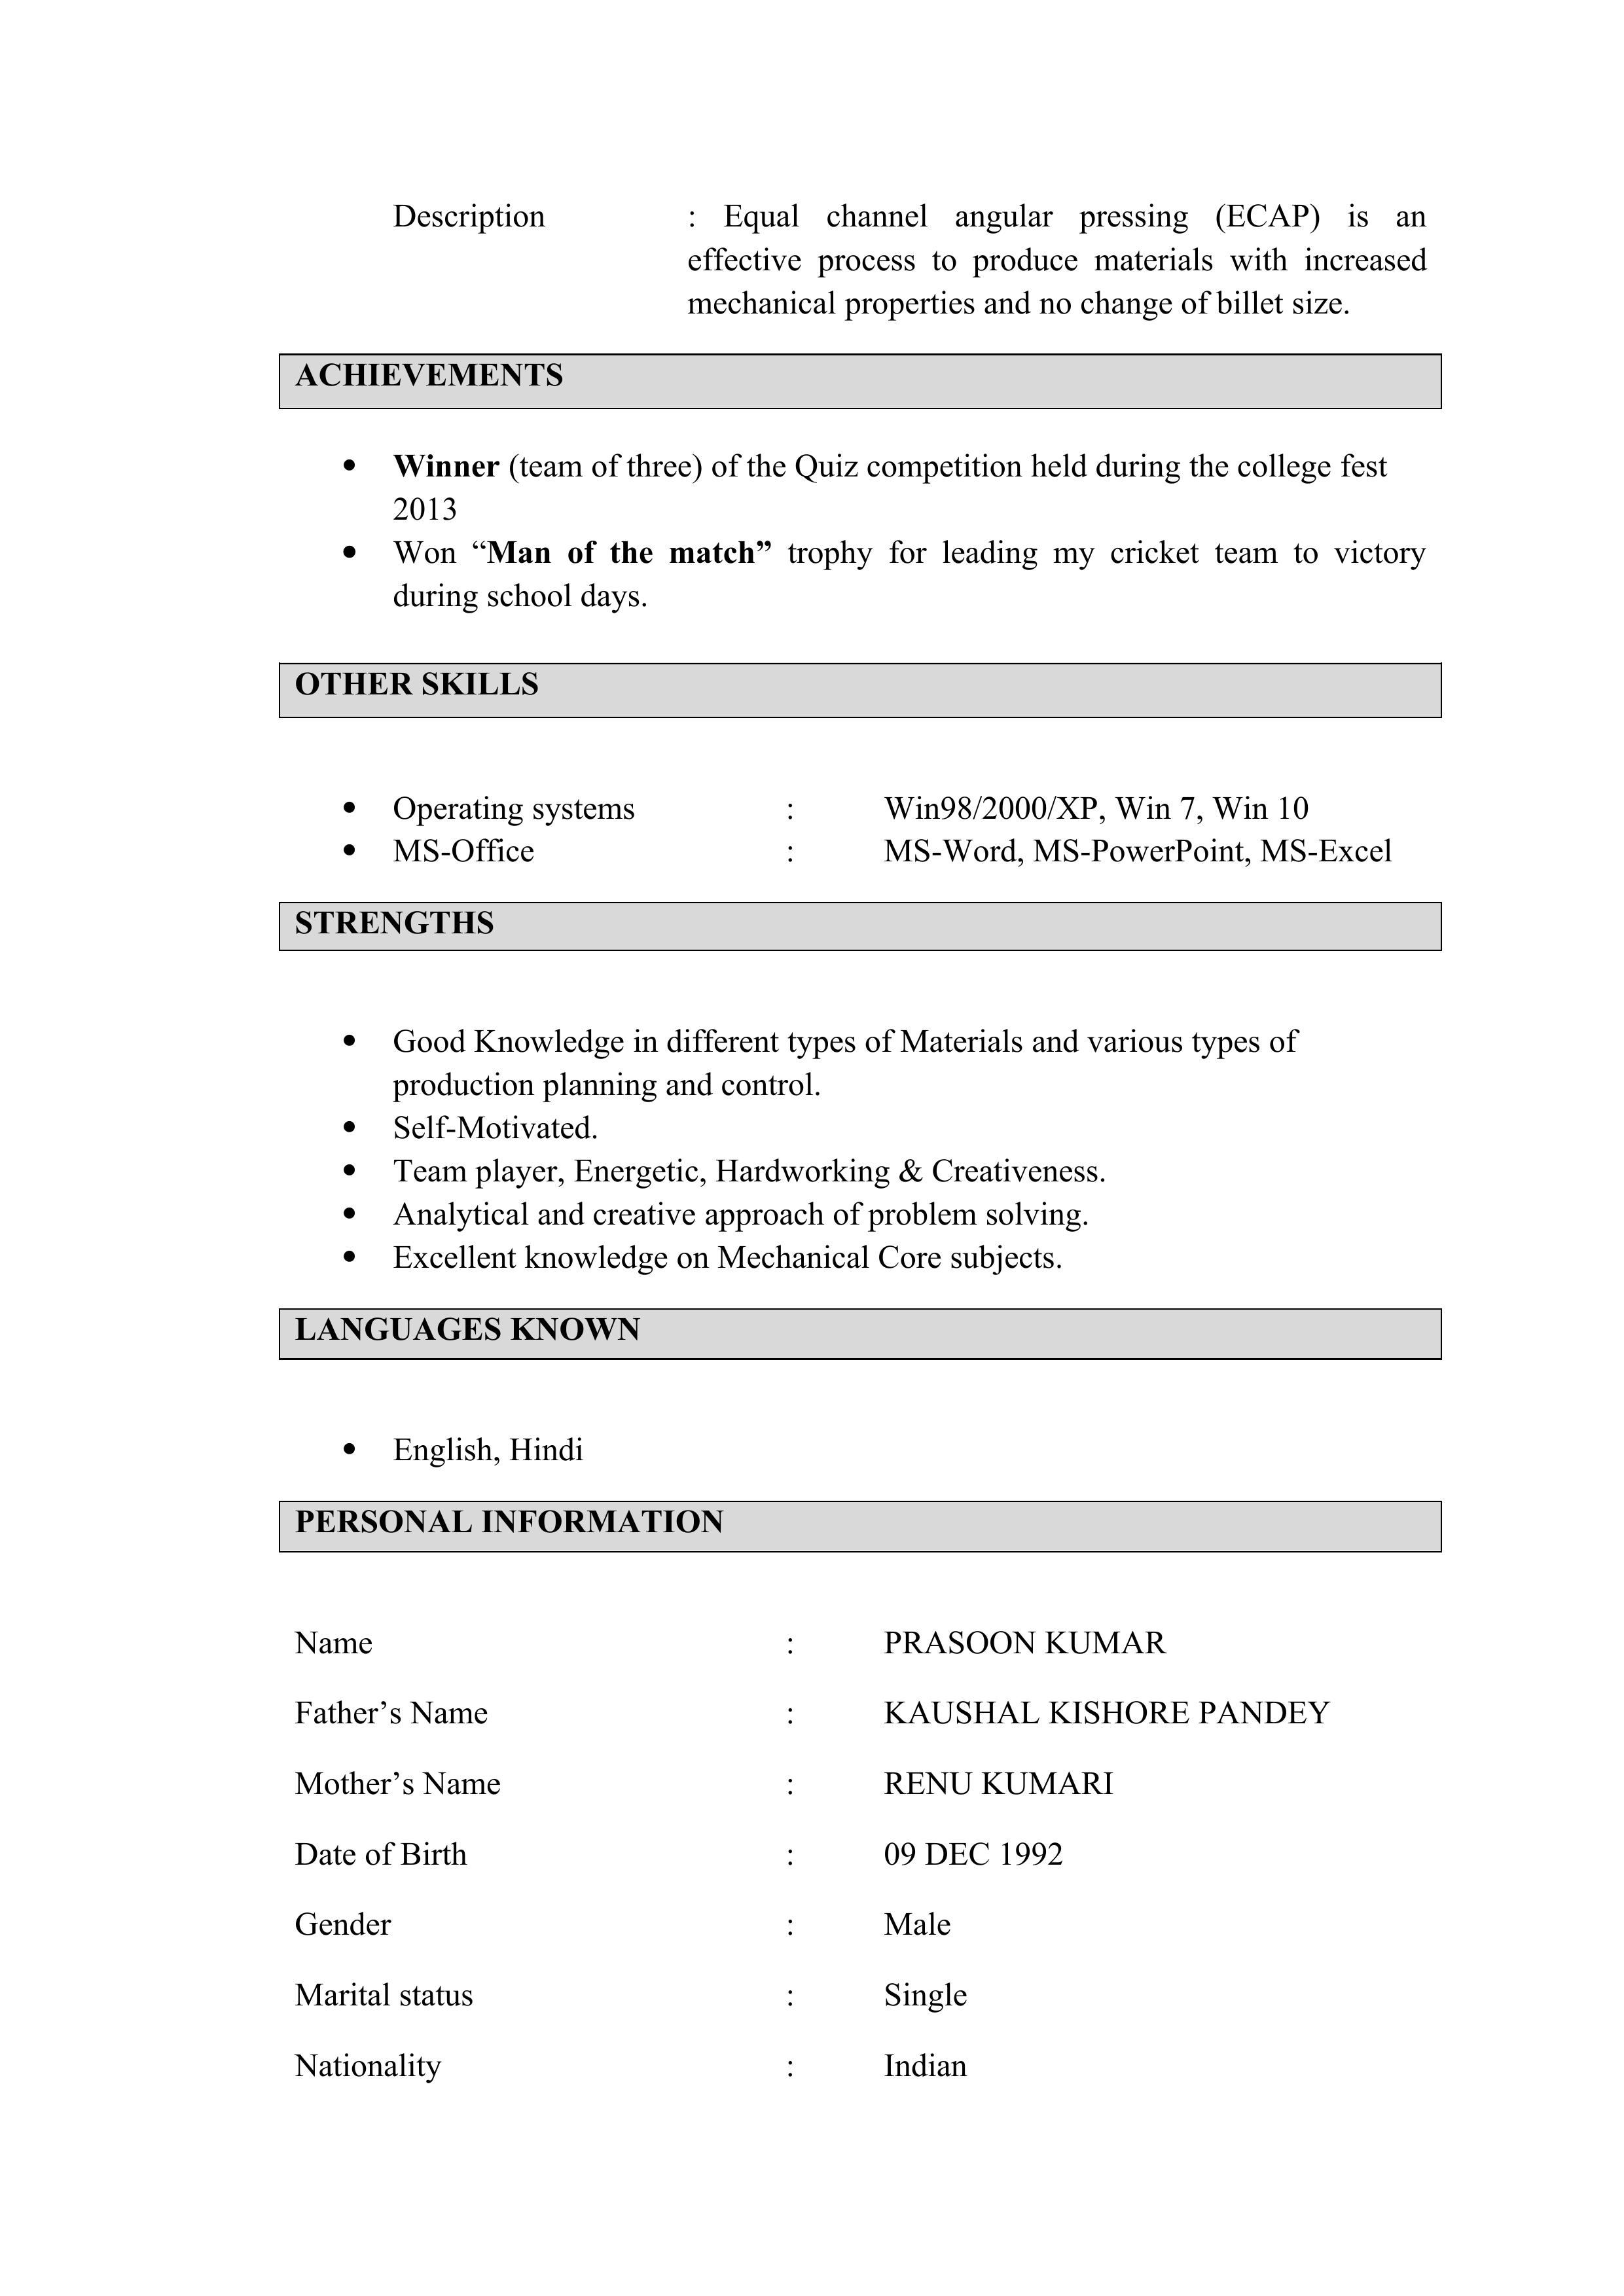 Description : Equal channel angular pressing (ECAP) is an
effective process to produce materials with increased
mechanical properties and no change of billet size.
ACHIEVEMENTS
• Winner (team of three) of the Quiz competition held during the college fest
2013
• Won “Man of the match” trophy for leading my cricket team to victory
during school days.
OTHER SKILLS
• Operating systems : Win98/2000/XP, Win 7, Win 10
• MS-Office : MS-Word, MS-PowerPoint, MS-Excel
STRENGTHS
• Good Knowledge in different types of Materials and various types of
production planning and control.
• Self-Motivated.
• Team player, Energetic, Hardworking & Creativeness.
• Analytical and creative approach of problem solving.
• Excellent knowledge on Mechanical Core subjects.
LANGUAGES KNOWN
• English, Hindi
PERSONAL INFORMATION
Name : PRASOON KUMAR
Father’s Name : KAUSHAL KISHORE PANDEY
Mother’s Name : RENU KUMARI
Date of Birth : 09 DEC 1992
Gender : Male
Marital status : Single
Nationality : Indian